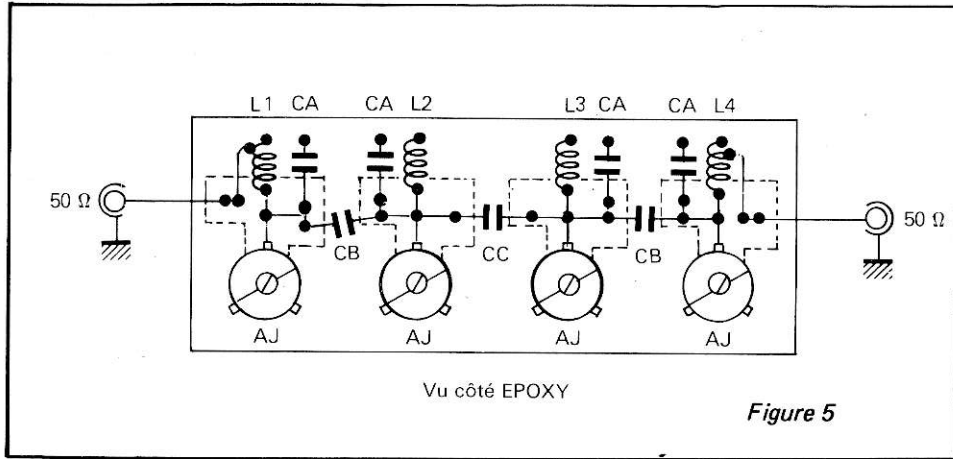 L1 CA CA L2 L3 CA CA L4
50 Ω 50 Ω
CB CC CB
AJ AJ AJ AJ
Vu côté EPOXY
Figure 5